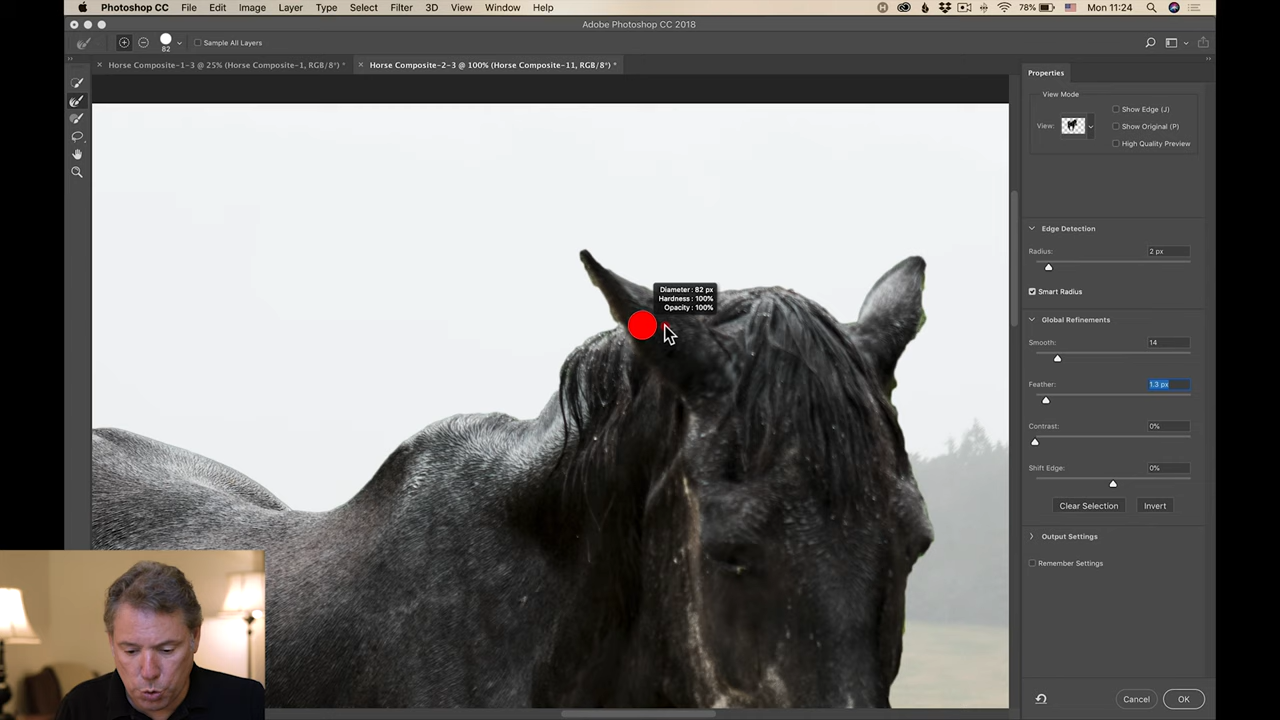 Photoshop CC File Edit Image Layer Type Select Filter 3D View Window Help 78% Mon 11:24
Adobe Photoshop CC 2018
82 Sample All Layers
Horse Composite-1-3 @ 25% (Horse Composite-1, RGB/8*) * Horse Composite-2-3 @ 100% (Horse Composite-11, RGB/8*) *
Properties
View Mode
Show Edge (J)
View: Show Original (P)
High Quality Preview
Edge Detection
Radius: 2 px
Smart Radius
Diameter : 82 px
Hardness : 100%
Opacity : 100%
Global Refinements
Smooth: 14
Feather: 1.3 px
Contrast: 0%
Shift Edge: 0%
Clear Selection Invert
Output Settings
Remember Settings
Cancel OK